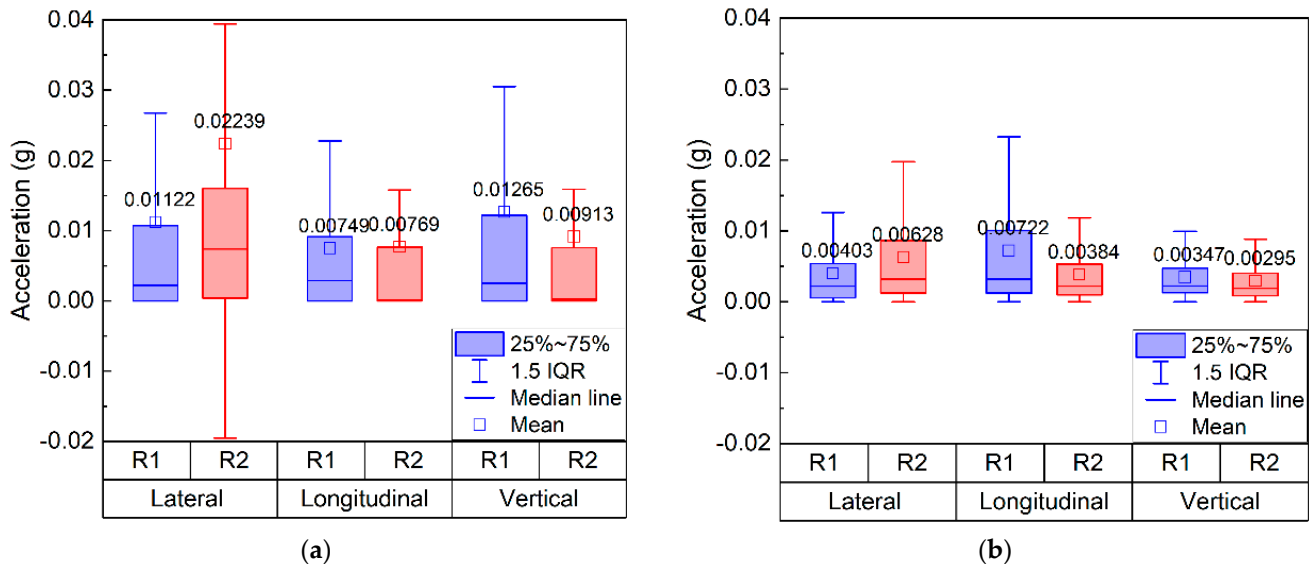 0.04
0.03
0.02
0.01
0.00
-0.01
-0.02
Acceleration (g)
0.01122
0.02239
0.00749
0.00769
0.01265
0.00913
25%~75%
1.5 IQR
Median line
Mean
R1 R2 R1 R2 R1 R2
Lateral Longitudinal Vertical
(a)
0.04
0.03
0.02
0.01
0.00
-0.01
-0.02
Acceleration (g)
0.00403
0.00628
0.00722
0.00384
0.00347
0.00295
25%~75%
1.5 IQR
Median line
Mean
R1 R2 R1 R2 R1 R2
Lateral Longitudinal Vertical
(b)